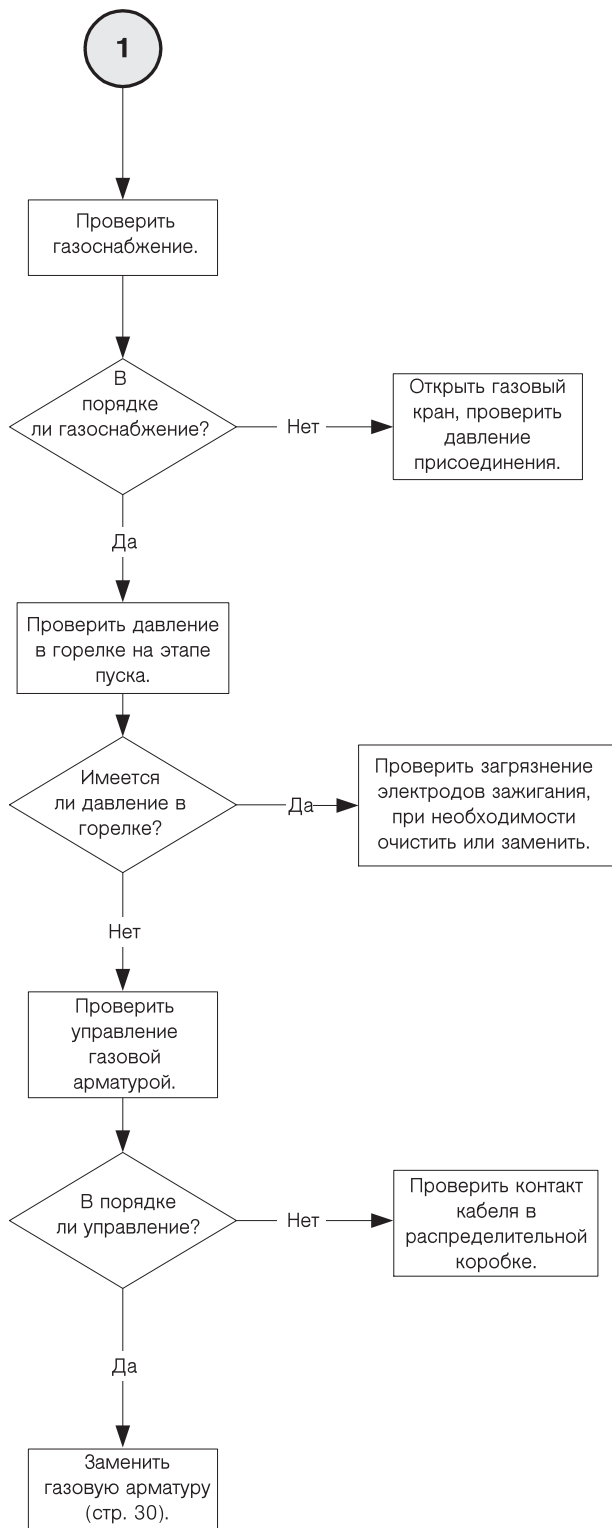 1
Проверить
газоснабжение.
В
порядке
ли газоснабжение?
Нет
Открыть газовый
кран, проверить
давление
присоединения.
Да
Проверить давление
в горелке на этапе
пуска.
Имеется
ли давление в
горелке?
Да
Проверить загрязнение
электродов зажигания,
при необходимости
очистить или заменить.
Нет
Проверить
управление
газовой
арматурой.
В порядке
ли управление?
Нет
Проверить контакт
кабеля в
распределительной
коробке.
Да
Заменить
газовую арматуру
(стр. 30).